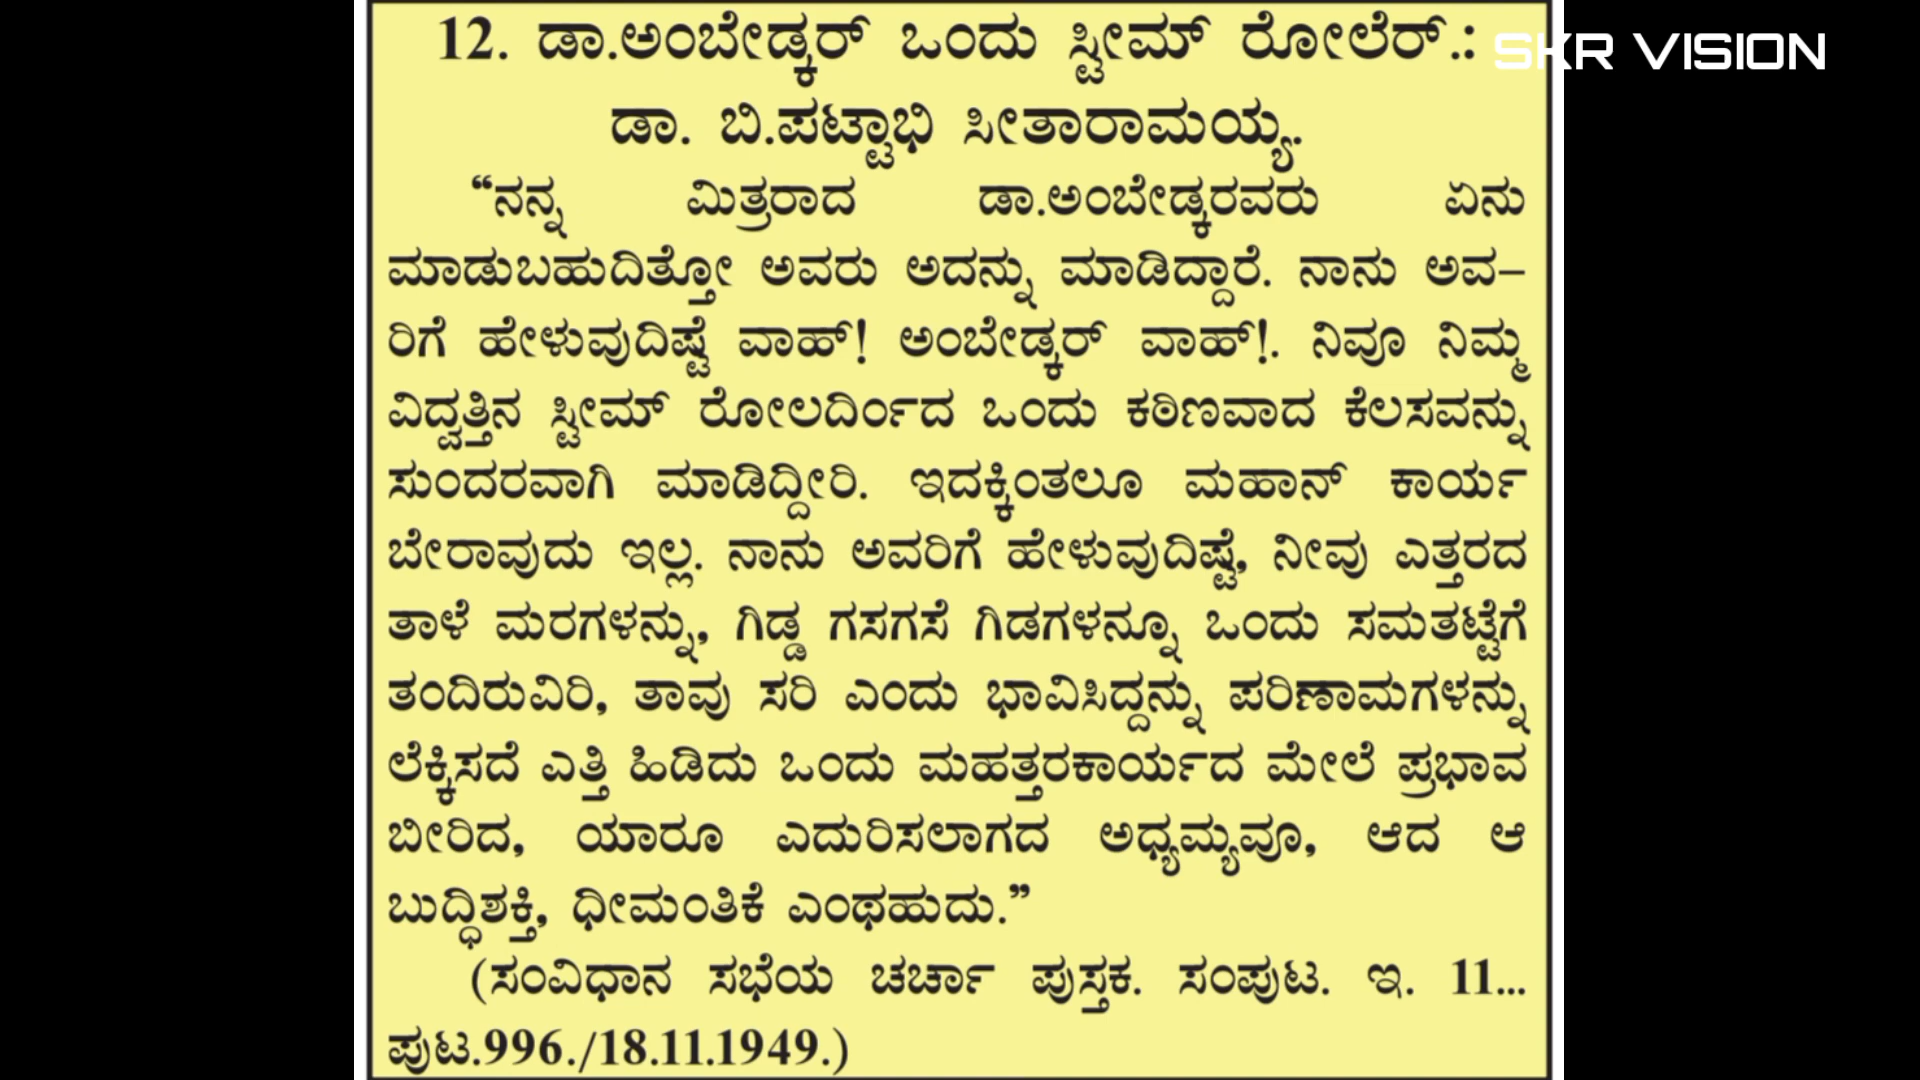 12. ಡಾ.ಅಂಬೇಡ್ಕರ್ ಒಂದು ಸ್ಟೀಮ್ ರೋಲೆರ್.:
SKR VISION
ಡಾ. ಬಿ.ಪಟ್ಟಾಭಿ ಸೀತಾರಾಮಯ್ಯ.
“ನನ್ನ ಮಿತ್ರರಾದ ಡಾ.ಅಂಬೇಡ್ಕರವರು ಏನು
ಮಾಡುಬಹುದಿತ್ತೋ ಅವರು ಅದನ್ನು ಮಾಡಿದ್ದಾರೆ. ನಾನು ಅವ–
ರಿಗೆ ಹೇಳುವುದಿಷ್ಟೆ ವಾಹ್! ಅಂಬೇಡ್ಕರ್ ವಾಹ್!. ನಿವೂ ನಿಮ್ಮ
ವಿದ್ವತ್ತಿನ ಸ್ಟೀಮ್ ರೋಲದಿರ್ಂದ ಒಂದು ಕಠಿಣವಾದ ಕೆಲಸವನ್ನು
ಸುಂದರವಾಗಿ ಮಾಡಿದ್ದೀರಿ. ಇದಕ್ಕಿಂತಲೂ ಮಹಾನ್ ಕಾರ್ಯ
ಬೇರಾವುದು ಇಲ್ಲ. ನಾನು ಅವರಿಗೆ ಹೇಳುವುದಿಷ್ಟೆ, ನೀವು ಎತ್ತರದ
ತಾಳೆ ಮರಗಳನ್ನು, ಗಿಡ್ಡ ಗಸಗಸೆ ಗಿಡಗಳನ್ನೂ ಒಂದು ಸಮತಟ್ಟೆಗೆ
ತಂದಿರುವಿರಿ, ತಾವು ಸರಿ ಎಂದು ಭಾವಿಸಿದ್ದನ್ನು ಪರಿಣಾಮಗಳನ್ನು
ಲೆಕ್ಕಿಸದೆ ಎತ್ತಿ ಹಿಡಿದು ಒಂದು ಮಹತ್ತರಕಾರ್ಯದ ಮೇಲೆ ಪ್ರಭಾವ
ಬೀರಿದ, ಯಾರೂ ಎದುರಿಸಲಾಗದ ಅಧ್ಯಮ್ಯವೂ, ಆದ ಆ
ಬುದ್ಧಿಶಕ್ತಿ, ಧೀಮಂತಿಕೆ ಎಂಥಹುದು.”
(ಸಂವಿಧಾನ ಸಭೆಯ ಚರ್ಚಾ ಪುಸ್ತಕ. ಸಂಪುಟ. ಇ. 11...
ಪುಟ.996./18.11.1949.)